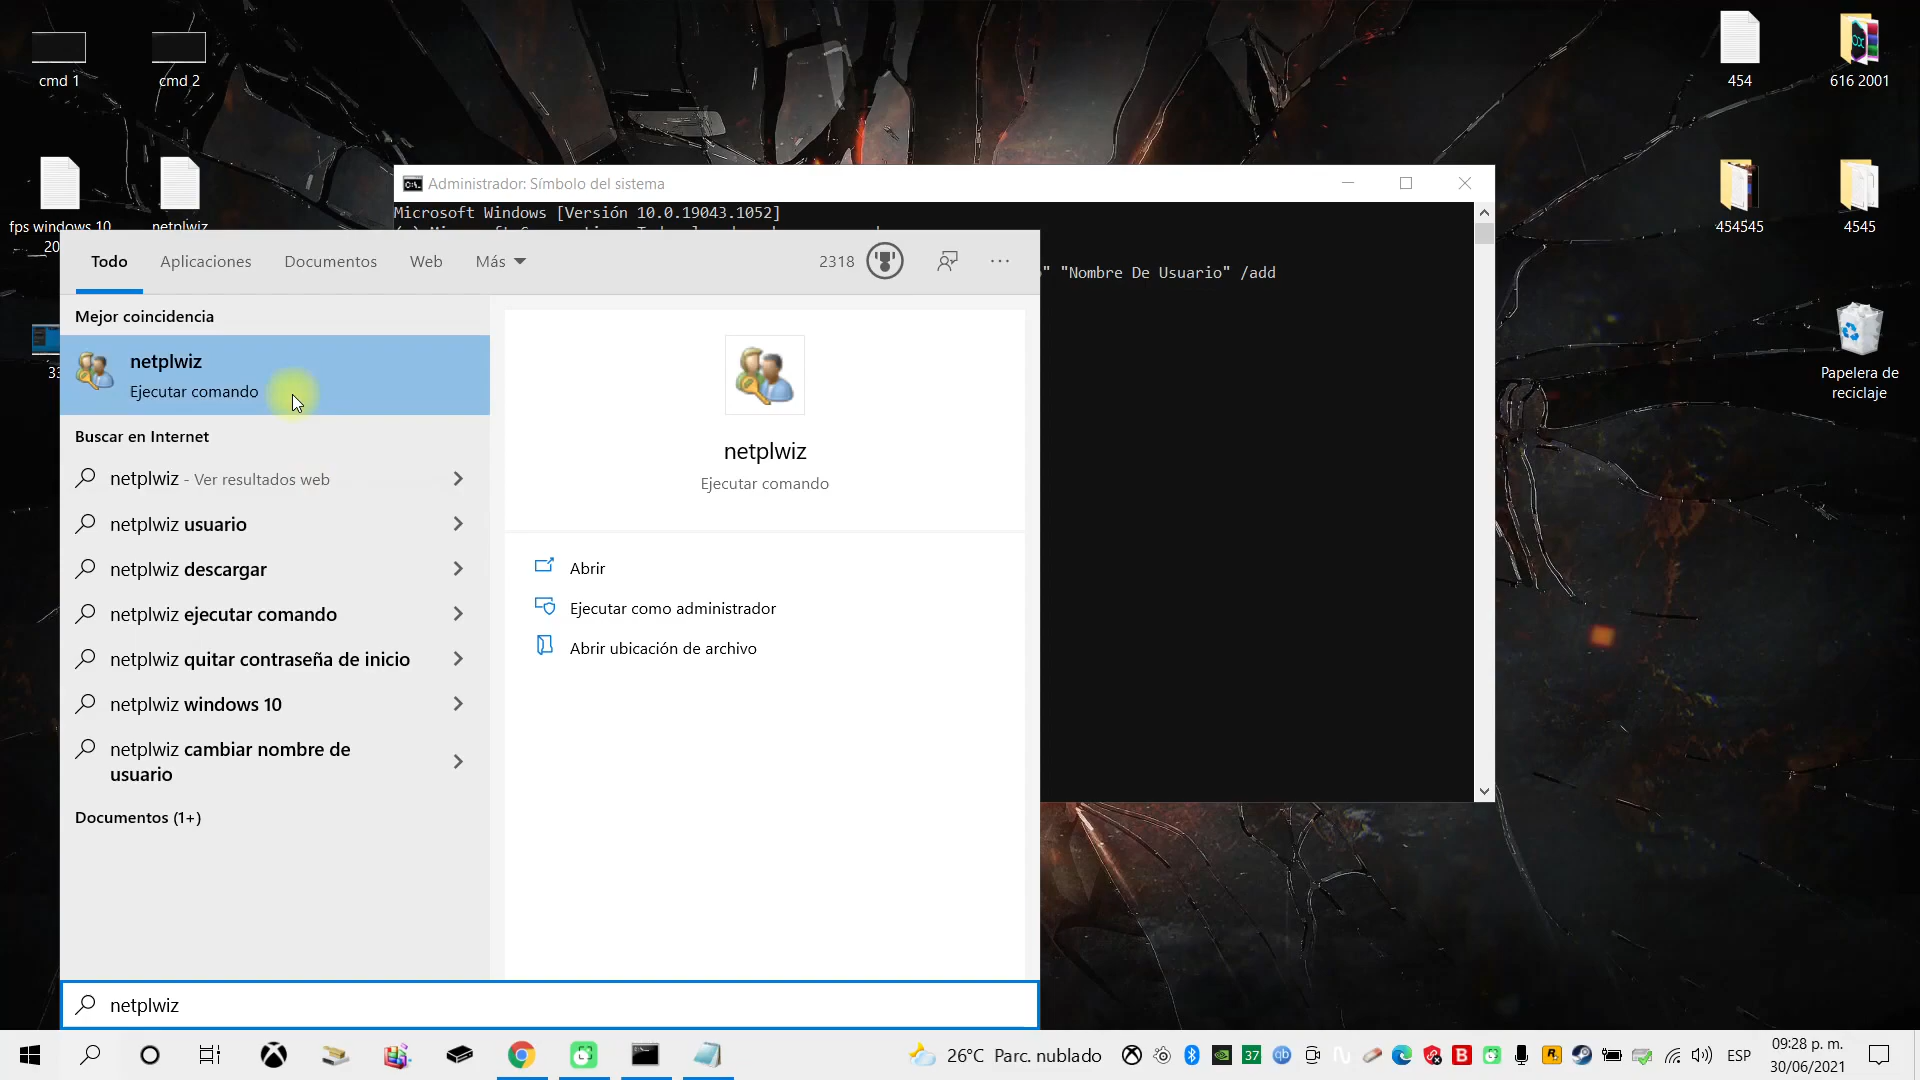 cmd 1
cmd 2
454
616 2001
fps windows 10
20
netplwiz
454545
4545
33
Papelera de
reciclaje
Administrador: Símbolo del sistema
Microsoft Windows [Versión 10.0.19043.1052]
" "Nombre De Usuario" /add
Todo
Aplicaciones
Documentos
Web
Más
2318
Mejor coincidencia
netplwiz
Ejecutar comando
Buscar en Internet
netplwiz - Ver resultados web
netplwiz usuario
netplwiz descargar
netplwiz ejecutar comando
netplwiz quitar contraseña de inicio
netplwiz windows 10
netplwiz cambiar nombre de
usuario
Documentos (1+)
netplwiz
Ejecutar comando
Abrir
Ejecutar como administrador
Abrir ubicación de archivo
netplwiz
26°C Parc. nublado
37
ESP
09:28 p. m.
30/06/2021